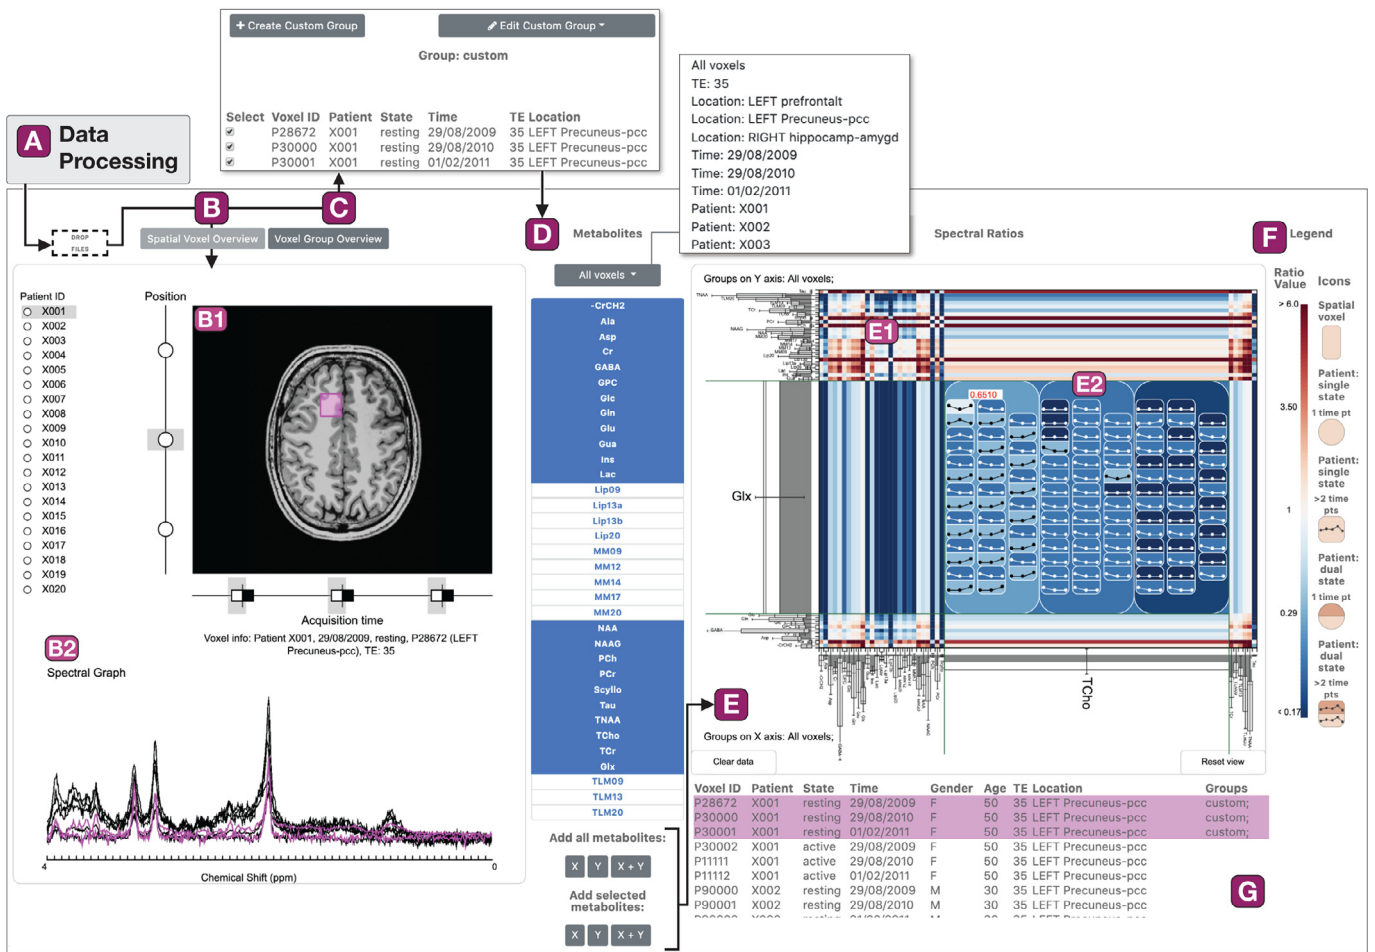 + Create Custom Group
Edit Custom Group
Group: custom
Select Voxel ID Patient State Time TE Location
P28672 X001 resting 29/08/2009 35 LEFT Precuneus-pcc
P30000 X001 resting 29/08/2010 35 LEFT Precuneus-pcc
P30001 X001 resting 01/02/2011 35 LEFT Precuneus-pcc
All voxels
TE: 35
Location: LEFT prefrontalt
Location: LEFT Precuneus-pcc
Location: RIGHT hippocamp-amygd
Time: 29/08/2009
Time: 29/08/2010
Time: 01/02/2011
Patient: X001
Patient: X002
Patient: X003
A Data
Processing
DROP
FILES
B
C
Spatial Voxel Overview
Voxel Group Overview
Patient ID
X001
X002
X003
X004
X005
X006
X007
X008
X009
X010
X011
X012
X013
X014
X015
X016
X017
X018
X019
X020
Position
B1
Acquisition time
Voxel info: Patient X001, 29/08/2009, resting, P28672 (LEFT
Precuneus-pcc), TE: 35
B2
Spectral Graph
4
0
Chemical Shift (ppm)
D Metabolites
All voxels
-CrCH2
Ala
Asp
Cr
GABA
GPC
Glc
Gln
Glu
Gua
Ins
Lac
Lip09
Lip13a
Lip13b
Lip20
MM09
MM12
MM14
MM17
MM20
NAA
NAAG
PCh
PCr
Scyllo
Tau
TNAA
TCho
TCr
Glx
TLM09
TLM13
TLM20
Add all metabolites:
X Y X + Y
Add selected
metabolites:
X Y X + Y
Spectral Ratios
Groups on Y axis: All voxels;
E1
E2
0.6510
Glx
TCho
E
Groups on X axis: All voxels;
Clear data
Reset view
F Legend
Ratio
Value
> 6.0
3.50
1
0.29
< 0.17
Icons
Spatial
voxel
Patient:
single
state
1 time pt
Patient:
single
state
>2 time
pts
Patient:
dual
state
1 time pt
Patient:
dual
state
>2 time
pts
Voxel ID Patient State Time Gender Age TE Location Groups
P28672 X001 resting 29/08/2009 F 50 35 LEFT Precuneus-pcc custom;
P30000 X001 resting 29/08/2010 F 50 35 LEFT Precuneus-pcc custom;
P30001 X001 resting 01/02/2011 F 50 35 LEFT Precuneus-pcc custom;
P30002 X001 active 29/08/2009 F 50 35 LEFT Precuneus-pcc
P11111 X001 active 29/08/2010 F 50 35 LEFT Precuneus-pcc
P11112 X001 active 01/02/2011 F 50 35 LEFT Precuneus-pcc
P90000 X002 resting 29/08/2009 M 30 35 LEFT Precuneus-pcc
P90001 X002 resting 29/08/2010 M 30 35 LEFT Precuneus-pcc
G